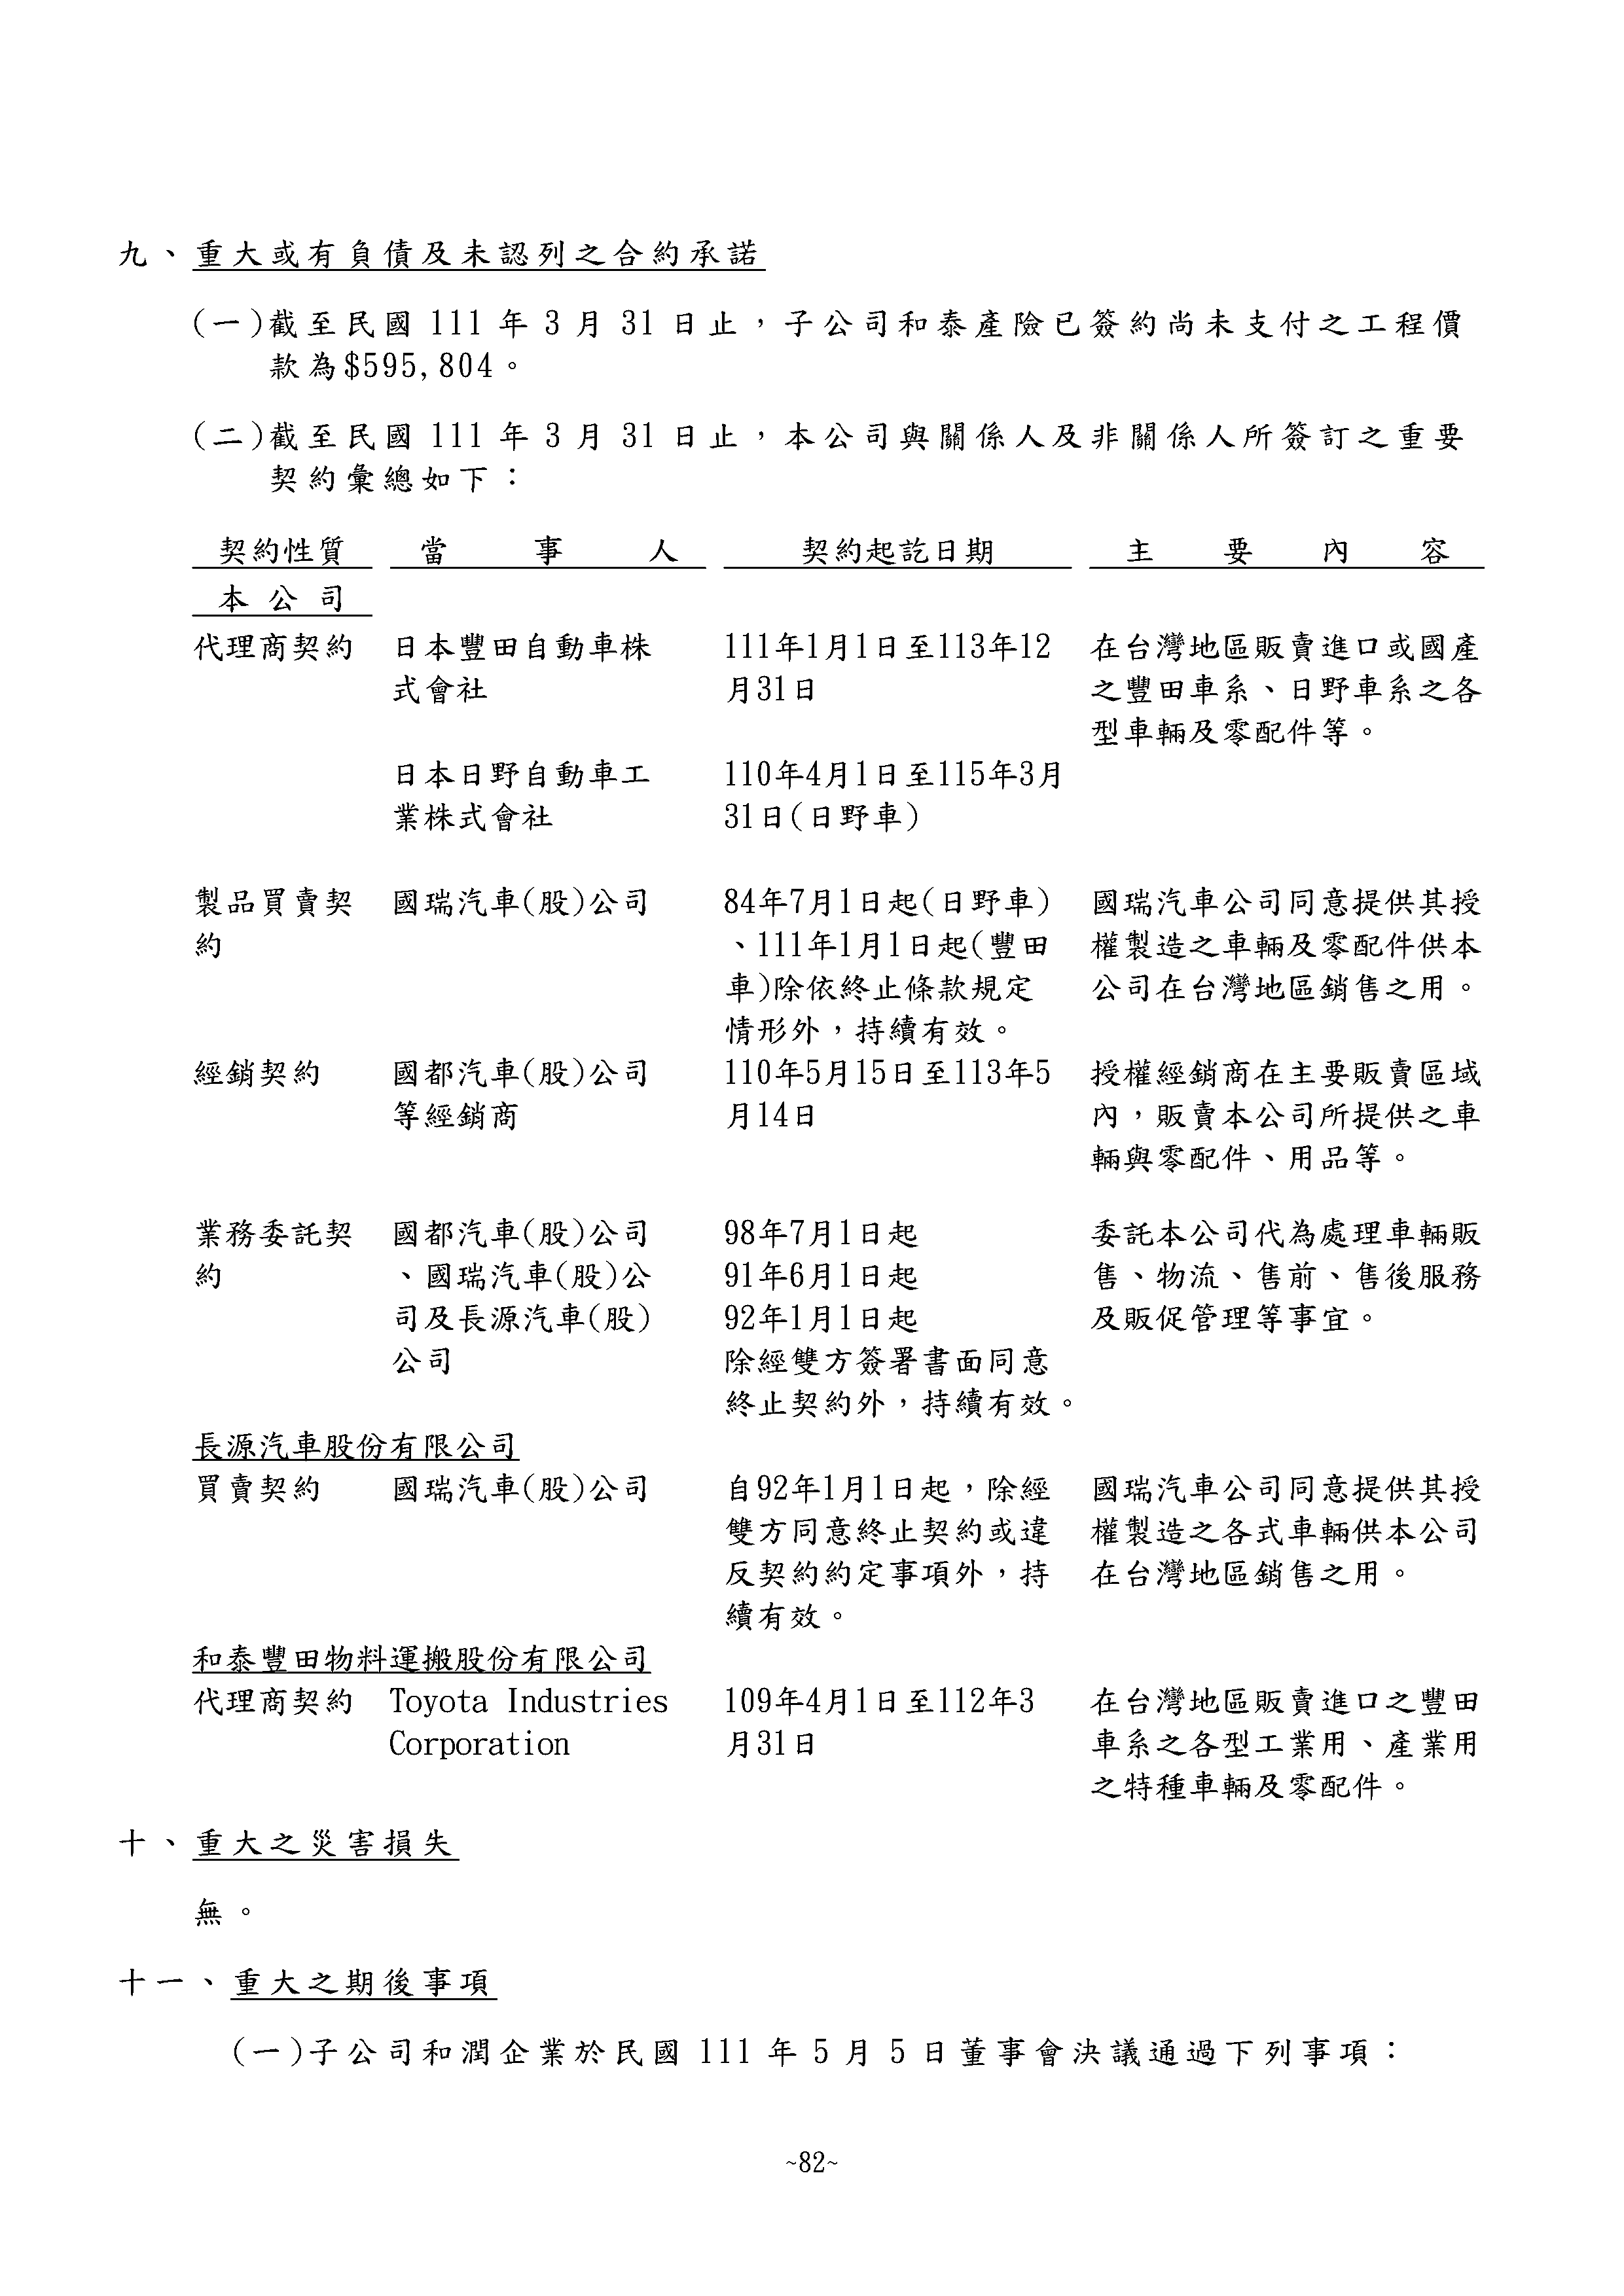 九、重大或有負債及未認列之合約承諾
(一)截至民國 111 年 3 月 31 日止，子公司和泰產險已簽約尚未支付之工程價
款為$595,804。
(二)截至民國 111 年 3 月 31 日止，本公司與關係人及非關係人所簽訂之重要
契約彙總如下：
契約性質 當事人 契約起訖日期 主要內容
本公司
代理商契約 日本豐田自動車株 111年1月1日至113年12 在台灣地區販賣進口或國產
式會社 月31日 之豐田車系、日野車系之各
型車輛及零配件等。
日本日野自動車工 110年4月1日至115年3月
業株式會社 31日(日野車)
製品買賣契 國瑞汽車(股)公司 84年7月1日起(日野車) 國瑞汽車公司同意提供其授
約 、111年1月1日起(豐田 權製造之車輛及零配件供本
車)除依終止條款規定 公司在台灣地區銷售之用。
情形外，持續有效。
經銷契約 國都汽車(股)公司 110年5月15日至113年5 授權經銷商在主要販賣區域
等經銷商 月14日 內，販賣本公司所提供之車
輛與零配件、用品等。
業務委託契 國都汽車(股)公司 98年7月1日起 委託本公司代為處理車輛販
約 、國瑞汽車(股)公 91年6月1日起 售、物流、售前、售後服務
司及長源汽車(股) 92年1月1日起 及販促管理等事宜。
公司 除經雙方簽署書面同意
終止契約外，持續有效。
長源汽車股份有限公司
買賣契約 國瑞汽車(股)公司 自92年1月1日起，除經 國瑞汽車公司同意提供其授
雙方同意終止契約或違 權製造之各式車輛供本公司
反契約約定事項外，持 在台灣地區銷售之用。
續有效。
和泰豐田物料運搬股份有限公司
代理商契約 Toyota Industries 109年4月1日至112年3 在台灣地區販賣進口之豐田
Corporation 月31日 車系之各型工業用、產業用
之特種車輛及零配件。
十、重大之災害損失
無。
十一、重大之期後事項
(一)子公司和潤企業於民國 111 年 5 月 5 日董事會決議通過下列事項：
~82~